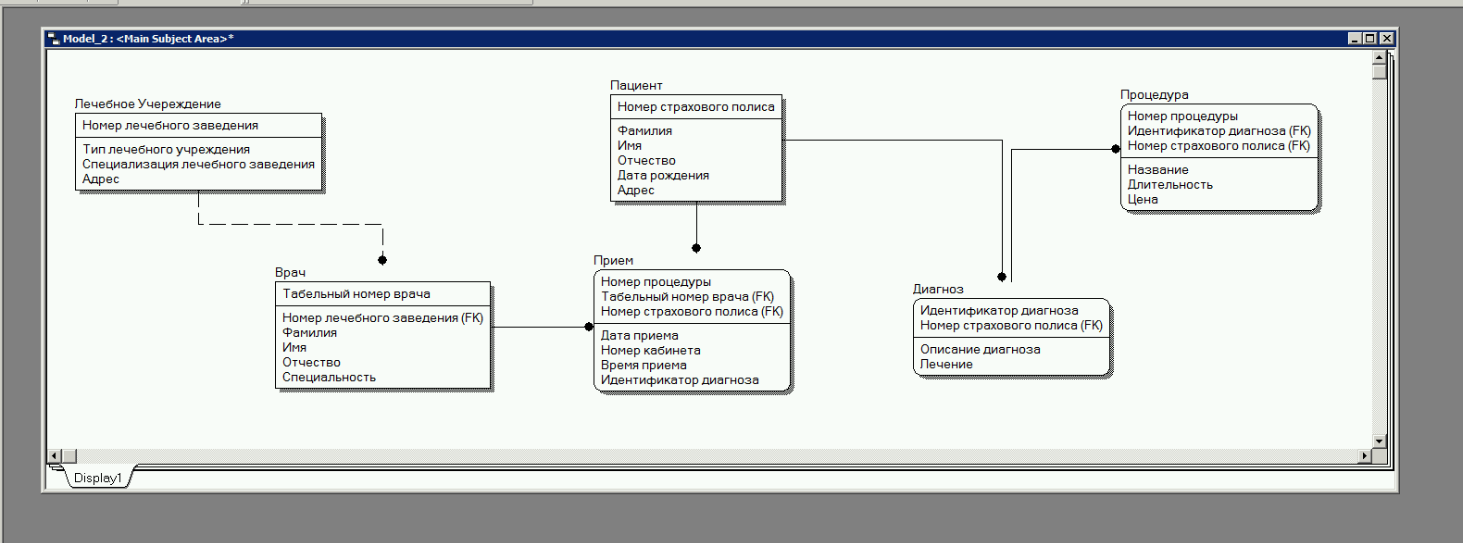 Model_2 : <Main Subject Area>*
Лечебное Учереждение
Номер лечебного заведения
Тип лечебного учреждения
Специализация лечебного заведения
Адрес
Пациент
Номер страхового полиса
Фамилия
Имя
Отчество
Дата рождения
Адрес
Процедура
Номер процедуры
Идентификатор диагноза (FK)
Номер страхового полиса (FK)
Название
Длительность
Цена
Врач
Табельный номер врача
Номер лечебного заведения (FK)
Фамилия
Имя
Отчество
Специальность
Прием
Номер процедуры
Табельный номер врача (FK)
Номер страхового полиса (FK)
Дата приема
Номер кабинета
Время приема
Идентификатор диагноза
Диагноз
Идентификатор диагноза
Номер страхового полиса (FK)
Описание диагноза
Лечение
Display1